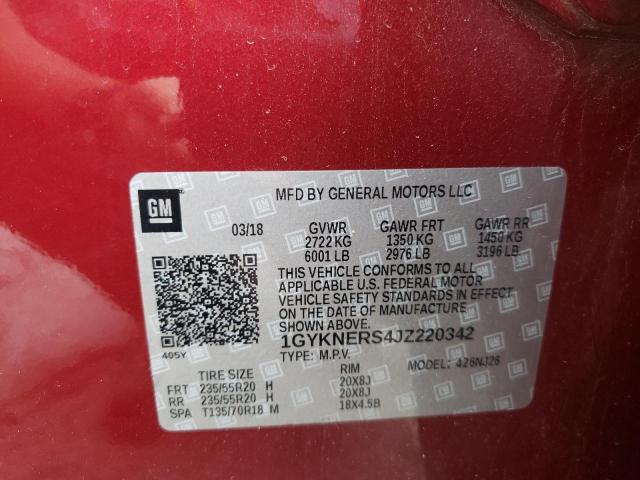 GM
MFD BY GENERAL MOTORS LLC
03/18 GVWR GAWR FRT GAWR RR
2722 KG 1350 KG 1450 KG
6001 LB 2976 LB 3196 LB
THIS VEHICLE CONFORMS TO ALL
APPLICABLE U.S. FEDERAL MOTOR
VEHICLE SAFETY STANDARDS IN EFFECT
ON THE DATE OF MANUFACTURE
SHOWN ABOVE.
405Y
1GYKNERS4JZ220342
TYPE: M.P.V. MODEL: 426NJ26
TIRE SIZE RIM
FRT 235/55R20 H 20X8J
RR 235/55R20 H 20X8J
SPA T135/70R18 M 18X4.5B